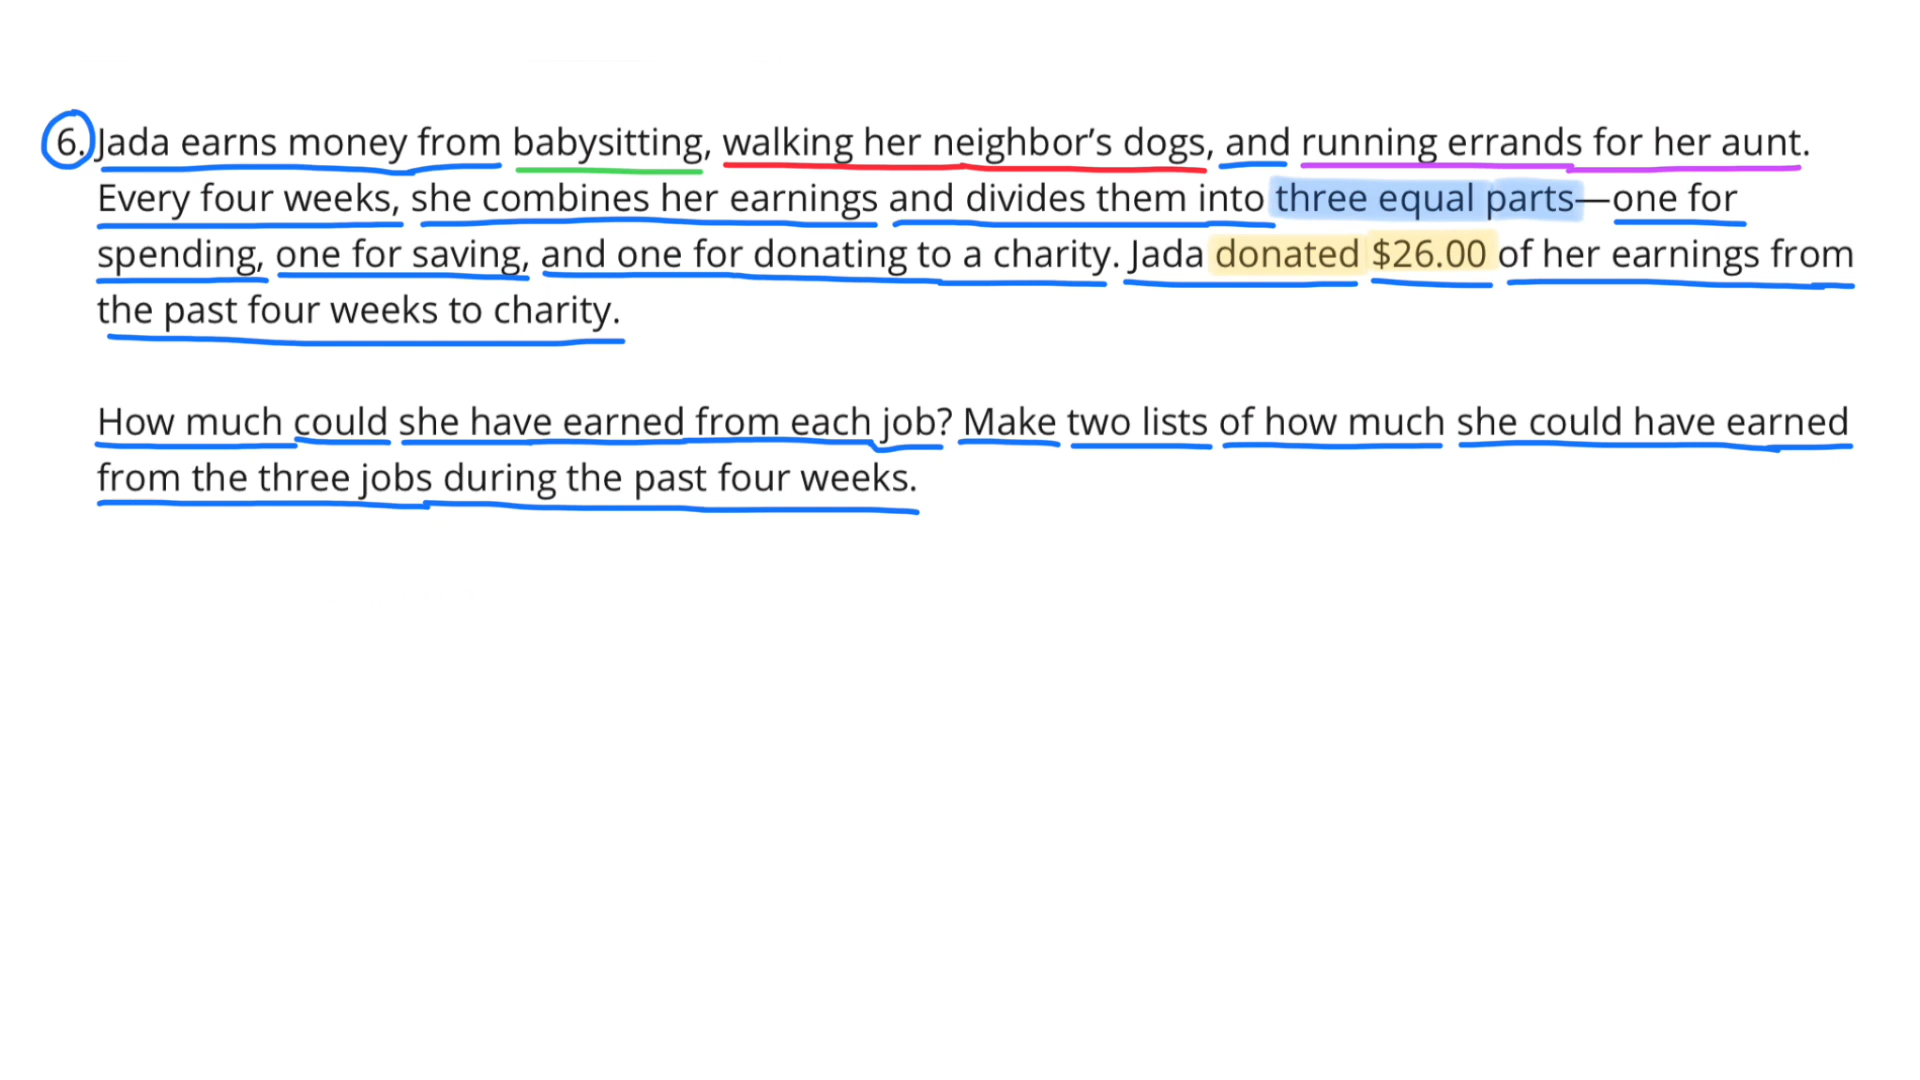 6. Jada earns money from babysitting, walking her neighbor’s dogs, and running errands for her aunt.
Every four weeks, she combines her earnings and divides them into three equal parts—one for
spending, one for saving, and one for donating to a charity. Jada donated $26.00 of her earnings from
the past four weeks to charity.
How much could she have earned from each job? Make two lists of how much she could have earned
from the three jobs during the past four weeks.